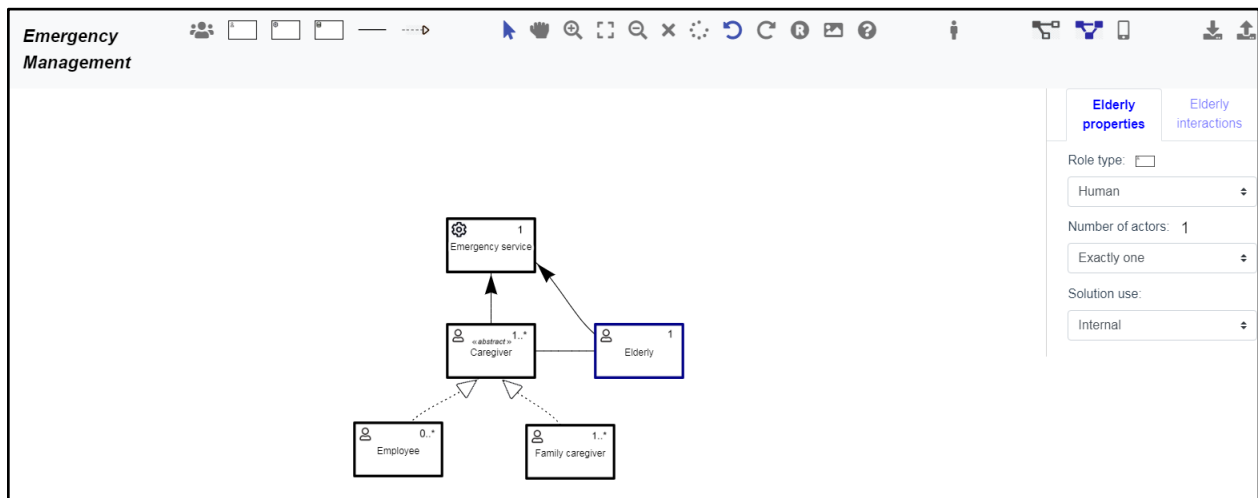 Emergency
Management
Elderly
properties
Elderly
interactions
Role type:
Human
Number of actors: 1
Exactly one
Solution use:
Internal
1
Emergency service
1..*
«abstract»
Caregiver
1
Elderly
0..*
Employee
1..*
Family caregiver